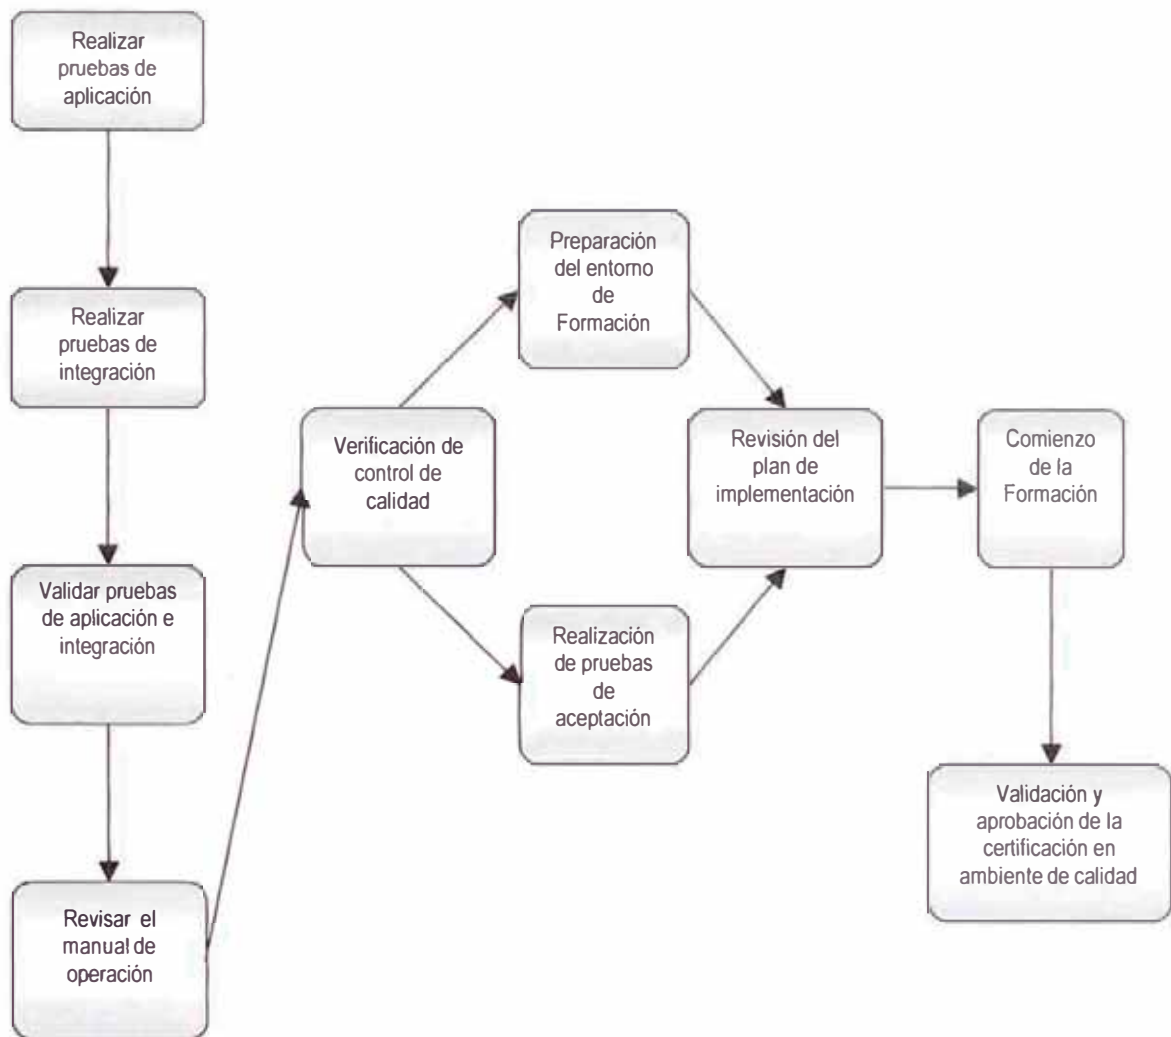 Realizar
pruebas de
aplicación
Realizar
pruebas de
integración
Validar pruebas
de aplicación e
integración
Revisar el
manual de
operación
Verificación de
control de
calidad
Preparación
del entorno
de
Formación
Realización
de pruebas
de
aceptación
Revisión del
plan de
implementación
Comienzo
de la
Formación
Validación y
aprobación de la
certificación en
ambiente de calidad